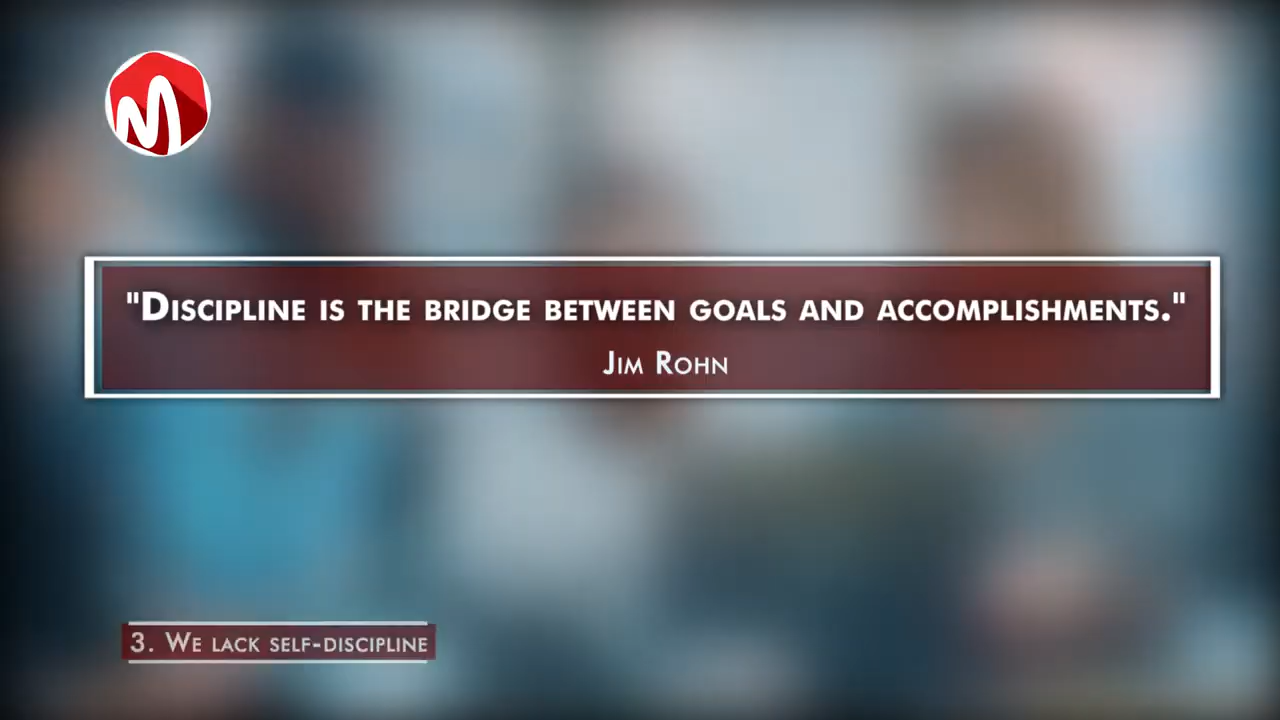 "Discipline is the bridge between goals and accomplishments."
Jim Rohn
3. We lack self-discipline